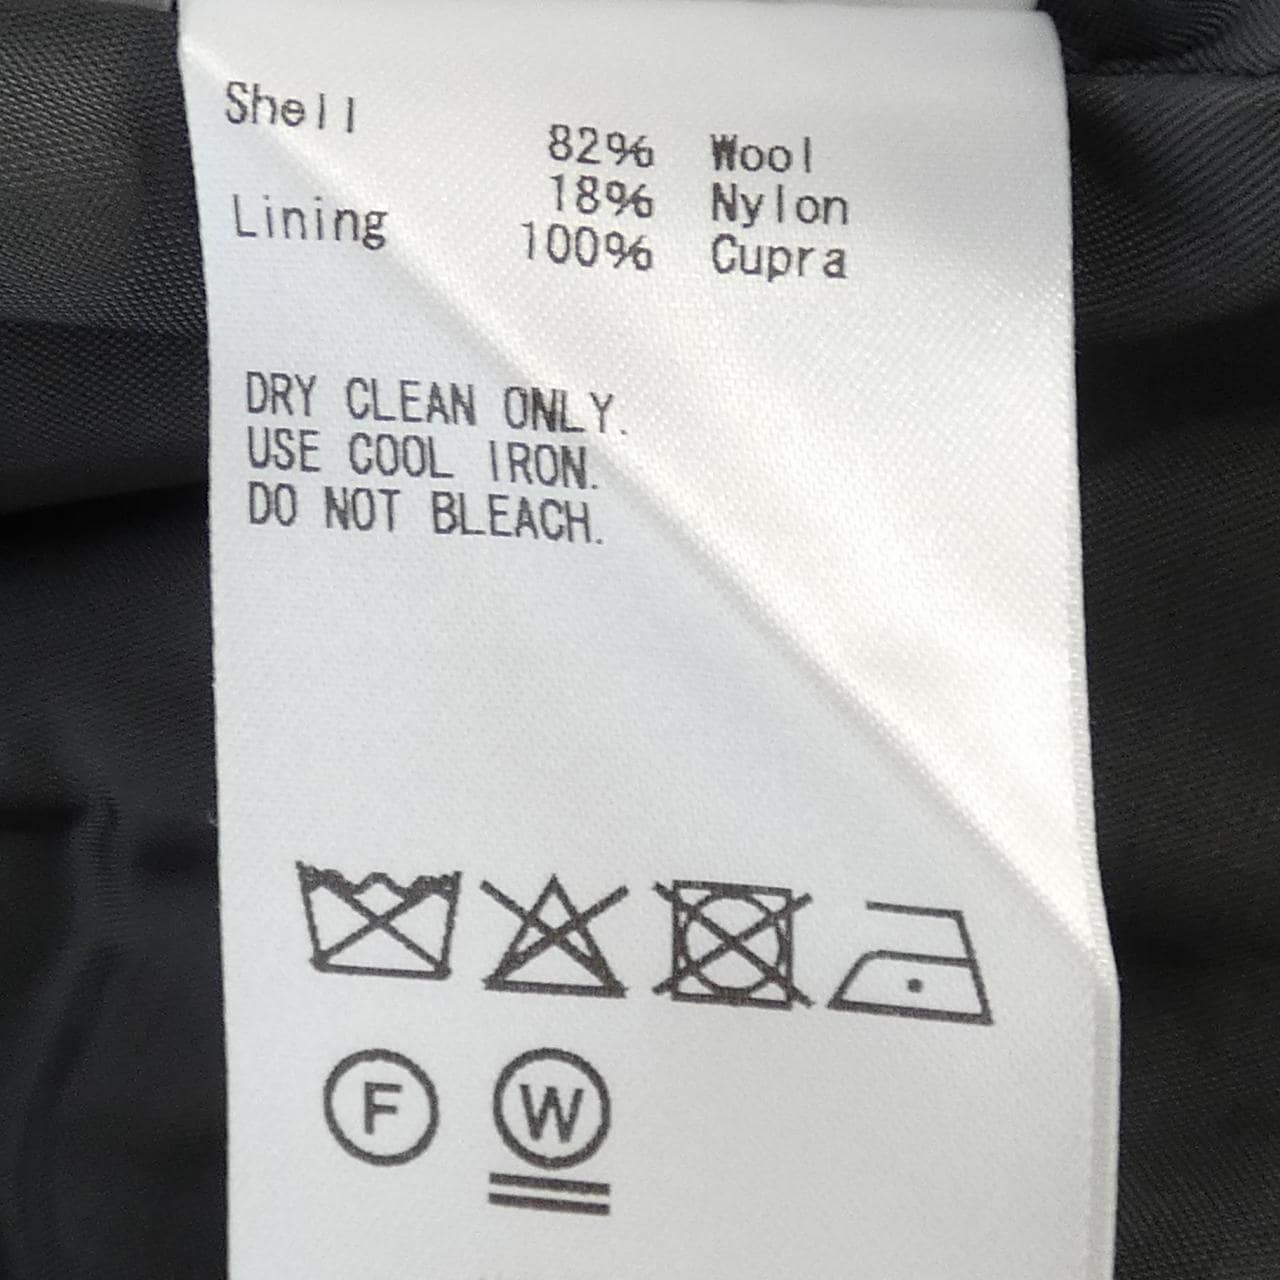 Shell
82% Wool
18% Nylon
Lining 100% Cupra
DRY CLEAN ONLY.
USE COOL IRON.
DO NOT BLEACH.
F W